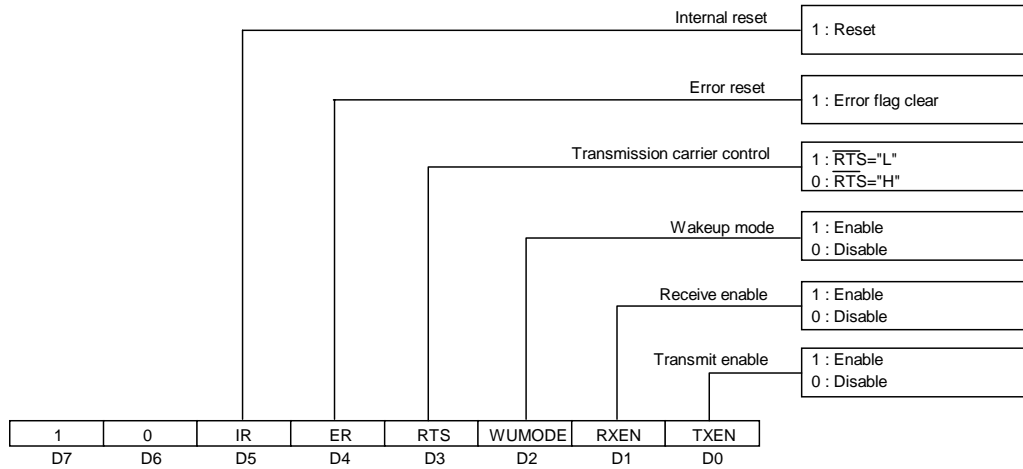 Internal reset
1 : Reset
Error reset
1 : Error flag clear
Transmission carrier control
1 : R̅T̅S̅="L"
0 : R̅T̅S̅="H"
Wakeup mode
1 : Enable
0 : Disable
Receive enable
1 : Enable
0 : Disable
Transmit enable
1 : Enable
0 : Disable
1 0 IR ER RTS WUMODE RXEN TXEN
D7 D6 D5 D4 D3 D2 D1 D0